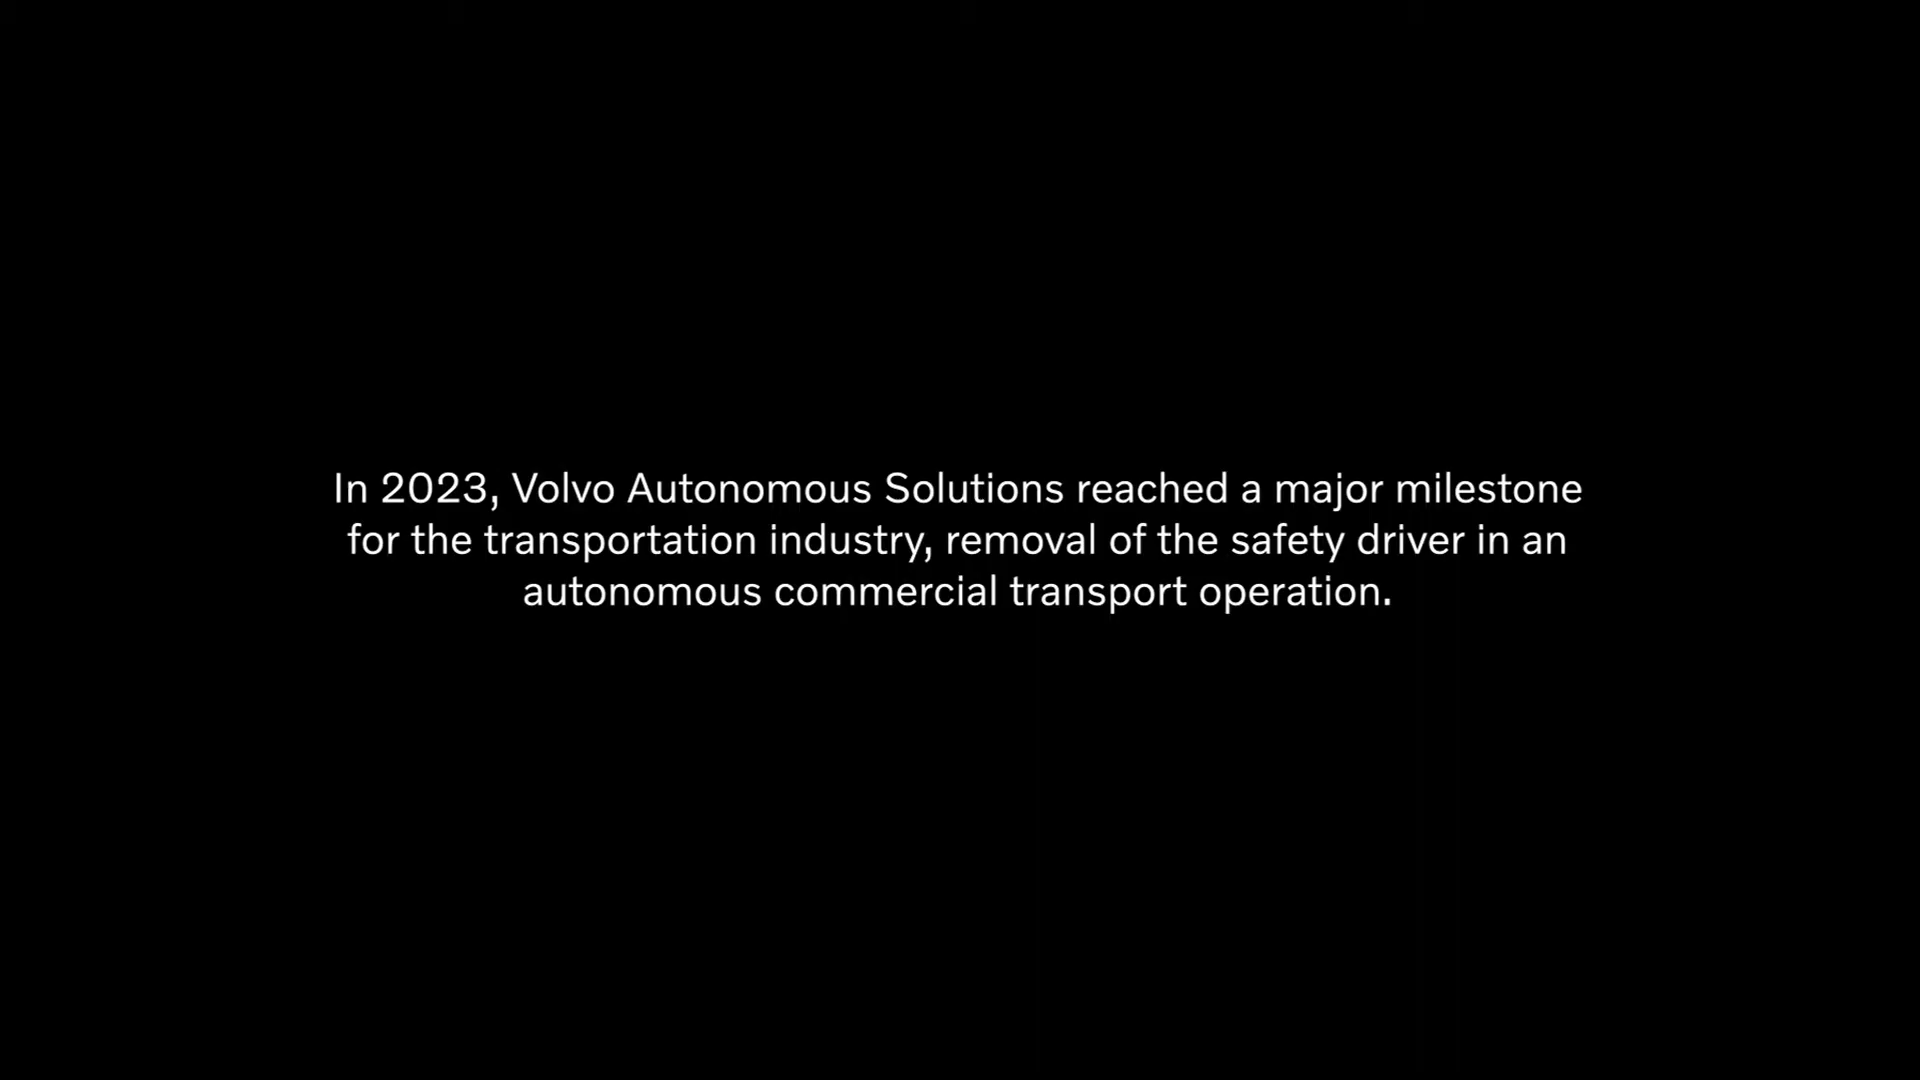 In 2023, Volvo Autonomous Solutions reached a major milestone
for the transportation industry, removal of the safety driver in an
autonomous commercial transport operation.